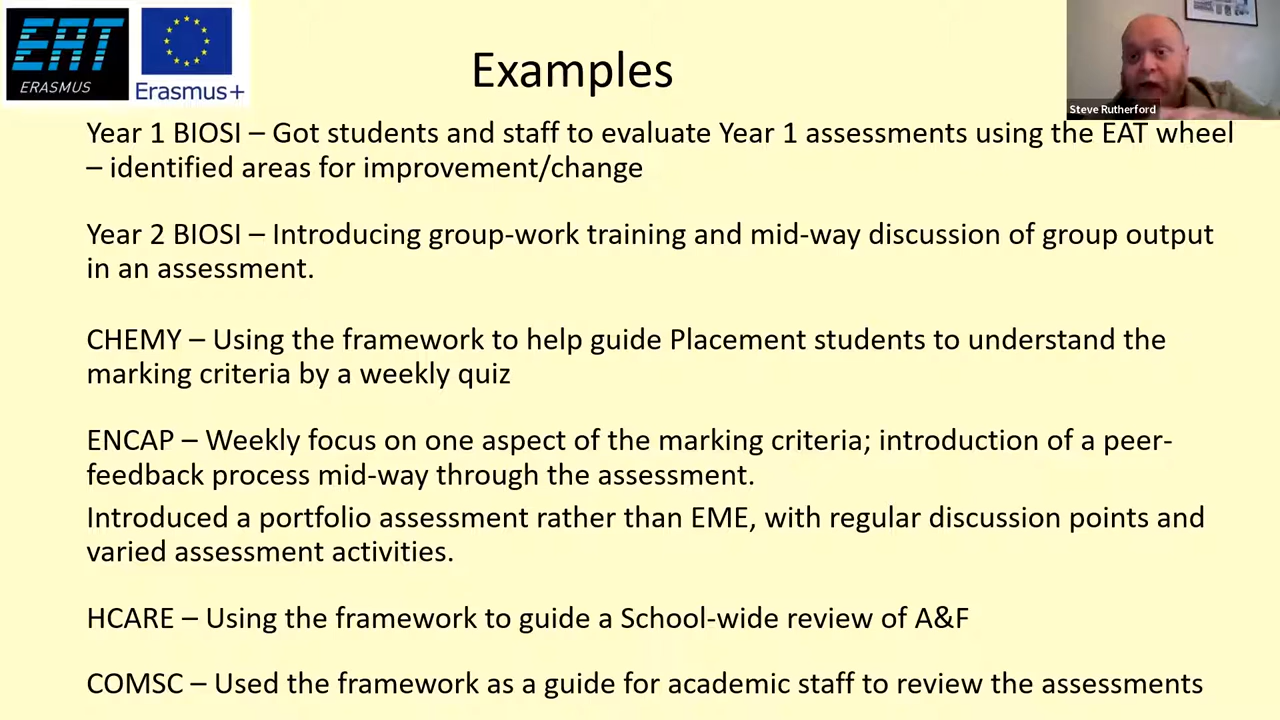 EAT
ERASMUS
Erasmus+
Examples
Steve Rutherford
Year 1 BIOSI – Got students and staff to evaluate Year 1 assessments using the EAT wheel
– identified areas for improvement/change
Year 2 BIOSI – Introducing group-work training and mid-way discussion of group output
in an assessment.
CHEMY – Using the framework to help guide Placement students to understand the
marking criteria by a weekly quiz
ENCAP – Weekly focus on one aspect of the marking criteria; introduction of a peer-
feedback process mid-way through the assessment.
Introduced a portfolio assessment rather than EME, with regular discussion points and
varied assessment activities.
HCARE – Using the framework to guide a School-wide review of A&F
COMSC – Used the framework as a guide for academic staff to review the assessments